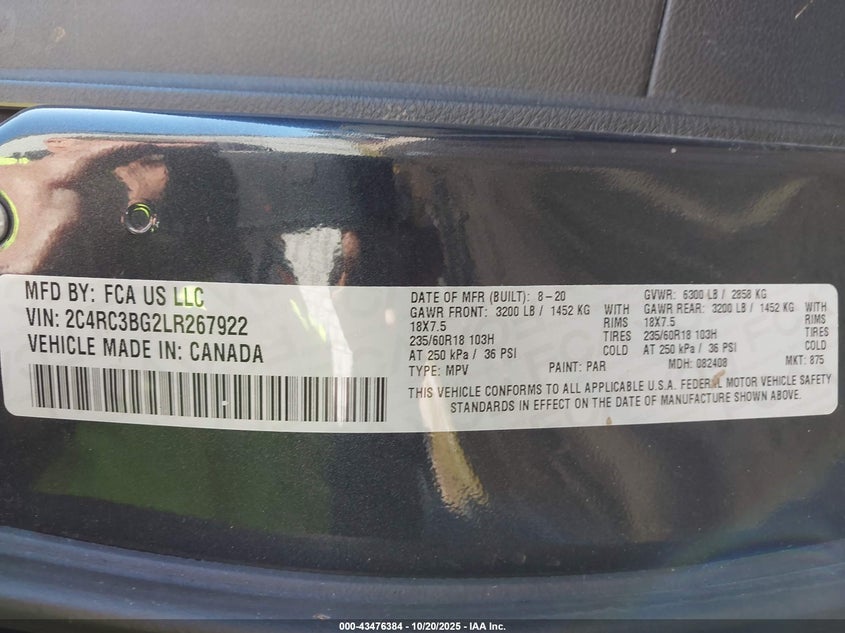 MFD BY: FCA US LLC
VIN: 2C4RC3BG2LR267922
VEHICLE MADE IN: CANADA
DATE OF MFR (BUILT): 8-20 GVWR: 6300 LB / 2858 KG
GAWR FRONT: 3200 LB / 1452 KG WITH GAWR REAR: 3200 LB / 1452 KG WITH
18X7.5 RIMS 18X7.5 RIMS
235/60R18 103H TIRES 235/60R18 103H TIRES
AT 250 kPa / 36 PSI COLD AT 250 kPa / 36 PSI COLD
TYPE: MPV PAINT: PAR MDH: 082408 MKT: 875
THIS VEHICLE CONFORMS TO ALL APPLICABLE U.S.A. FEDERAL MOTOR VEHICLE SAFETY
STANDARDS IN EFFECT ON THE DATE OF MANUFACTURE SHOWN ABOVE.
000-43476384 | 10/20/2025 - IAA Inc.